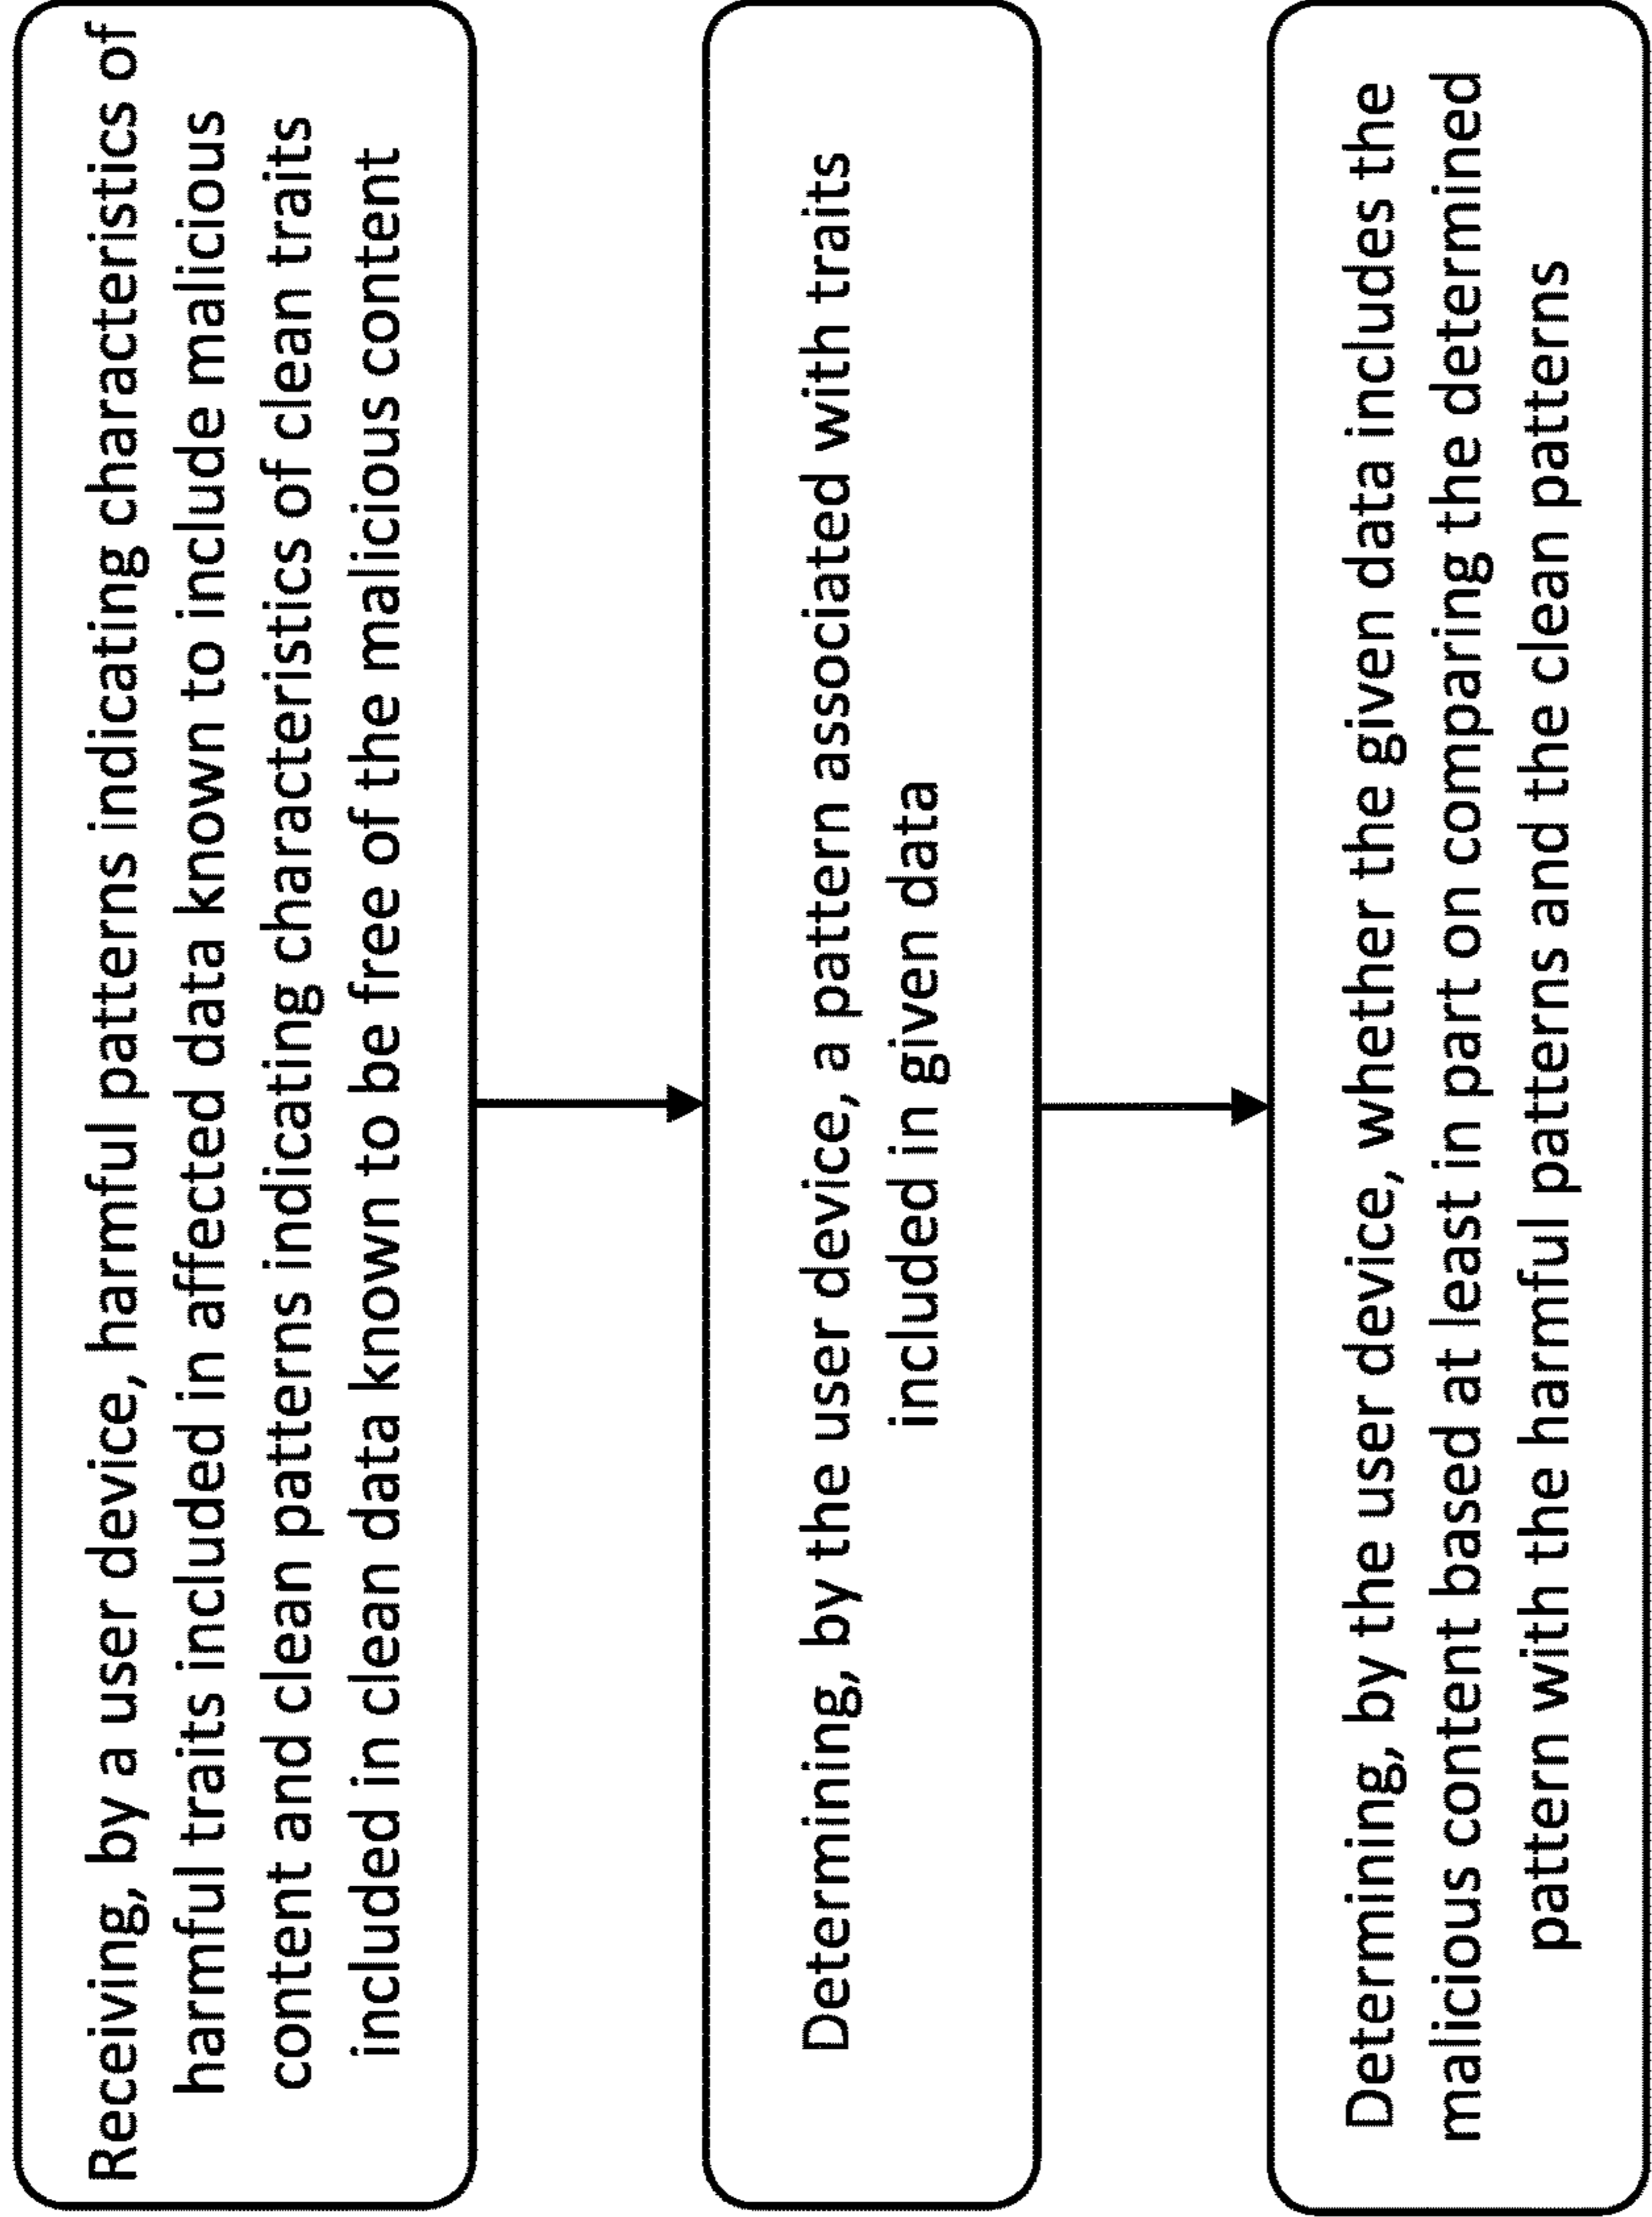 Receiving, by a user device, harmful patterns indicating characteristics of
harmful traits included in affected data known to include malicious
content and clean patterns indicating characteristics of clean traits
included in clean data known to be free of the malicious content
Determining, by the user device, a pattern associated with traits
included in given data
Determining, by the user device, whether the given data includes the
malicious content based at least in part on comparing the determined
pattern with the harmful patterns and the clean patterns